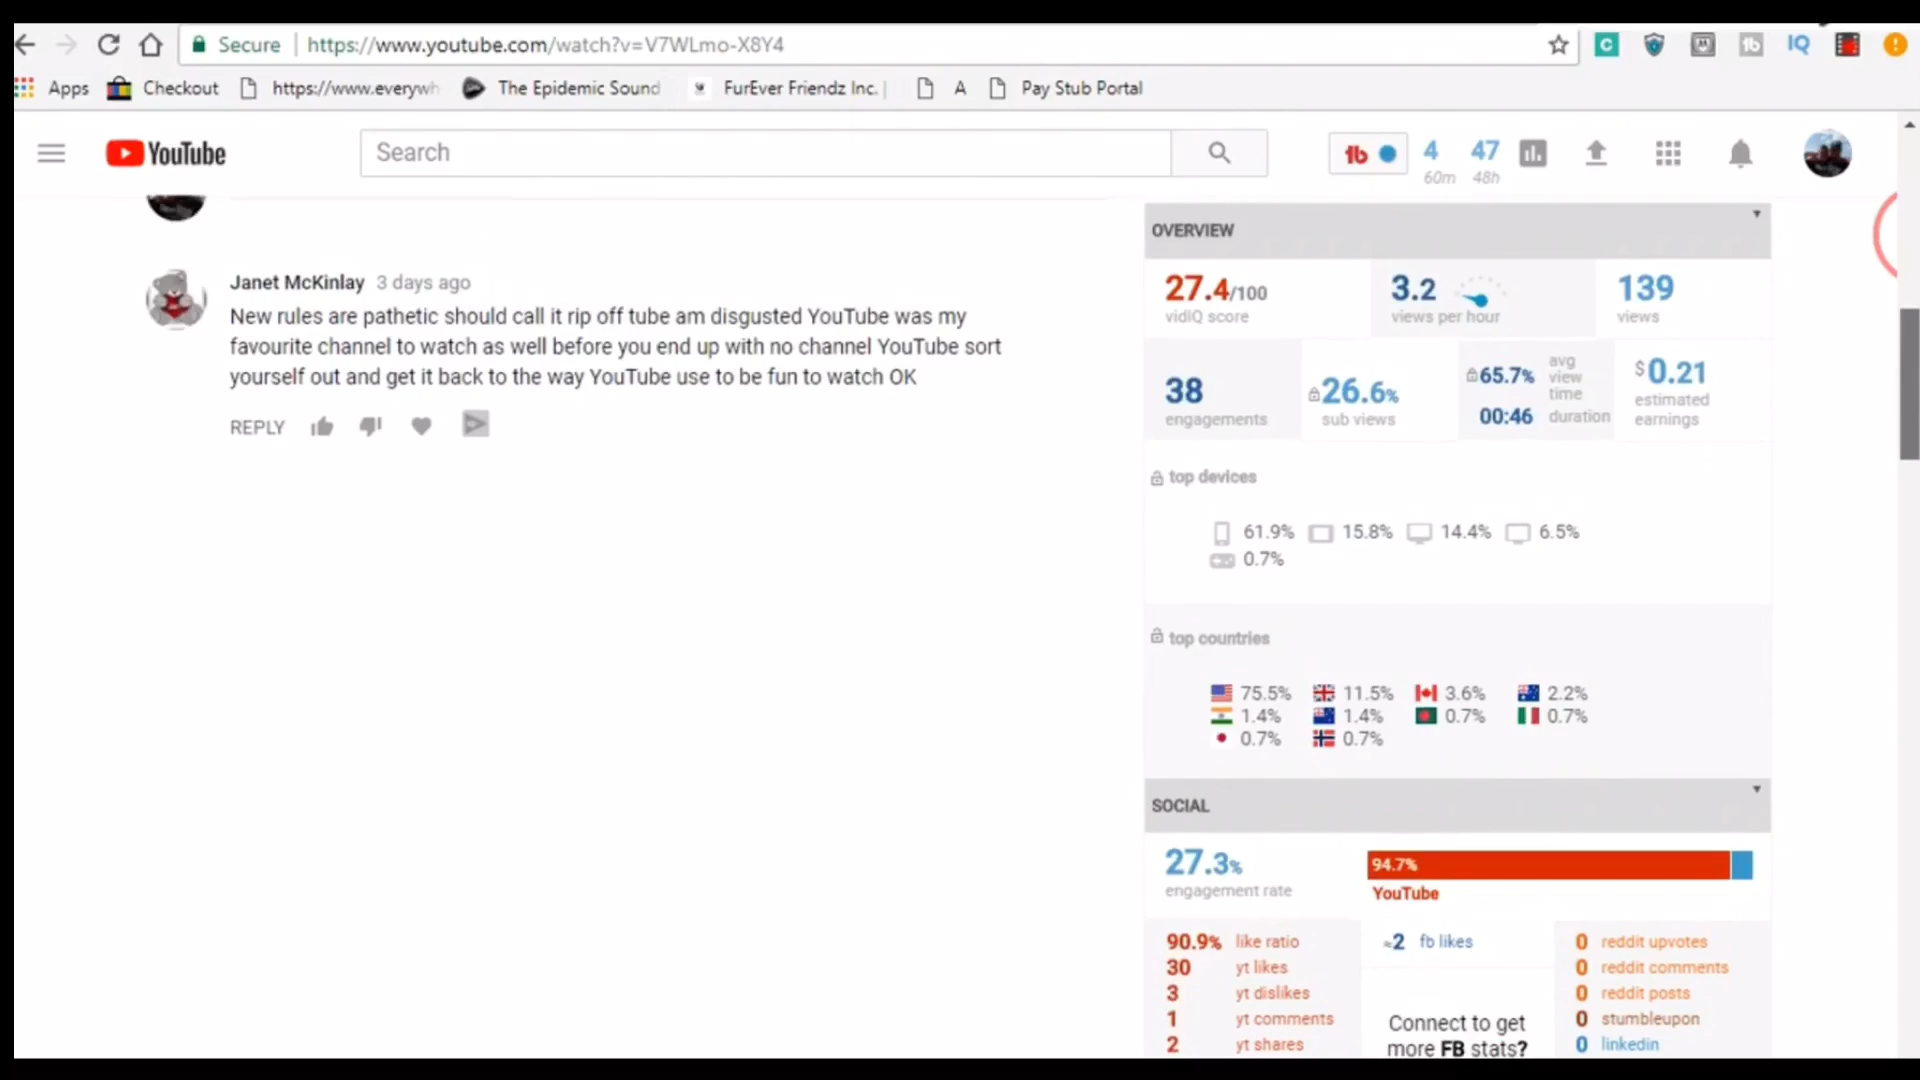 Secure | https://www.youtube.com/watch?v=V7WLmo-X8Y4
IQ
Apps Checkout https://www.everywh The Epidemic Sound FurEver Friendz Inc. | A Pay Stub Portal
YouTube Search 4 47
60m 48h
Janet McKinlay 3 days ago
New rules are pathetic should call it rip off tube am disgusted YouTube was my
favourite channel to watch as well before you end up with no channel YouTube sort
yourself out and get it back to the way YouTube use to be fun to watch OK
REPLY
OVERVIEW
27.4/100 3.2 139
vidIQ score views per hour views
38 engagements
26.6% sub views
65.7% avg view time
00:46 duration
$0.21 estimated earnings
top devices
61.9% 15.8% 14.4% 6.5%
0.7%
top countries
75.5% 11.5% 3.6% 2.2%
1.4% 1.4% 0.7% 0.7%
0.7% 0.7%
SOCIAL
27.3% engagement rate
94.7%
YouTube
90.9% like ratio
30 yt likes
3 yt dislikes
1 yt comments
2 yt shares
≈2 fb likes
Connect to get
more FB stats?
0 reddit upvotes
0 reddit comments
0 reddit posts
0 stumbleupon
0 linkedin